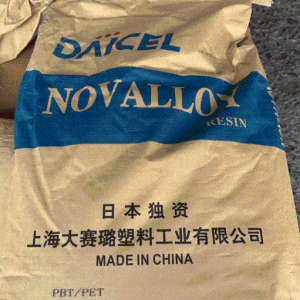 DAICEL
NOVALLOY
RESIN
日本独资
上海大赛璐塑料工业有限公司
MADE IN CHINA
PBT/PET